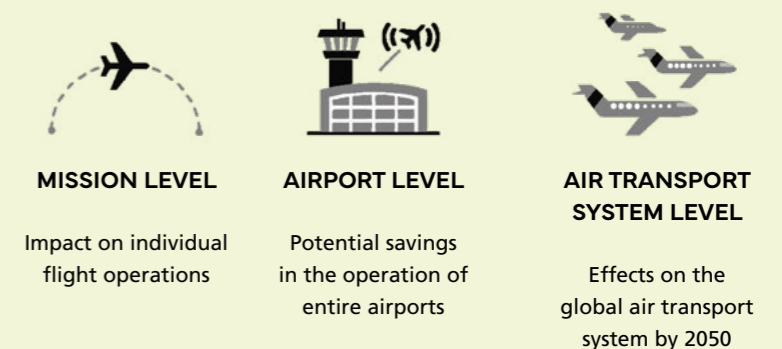 MISSION LEVEL
Impact on individual
flight operations
AIRPORT LEVEL
Potential savings
in the operation of
entire airports
AIR TRANSPORT
SYSTEM LEVEL
Effects on the
global air transport
system by 2050